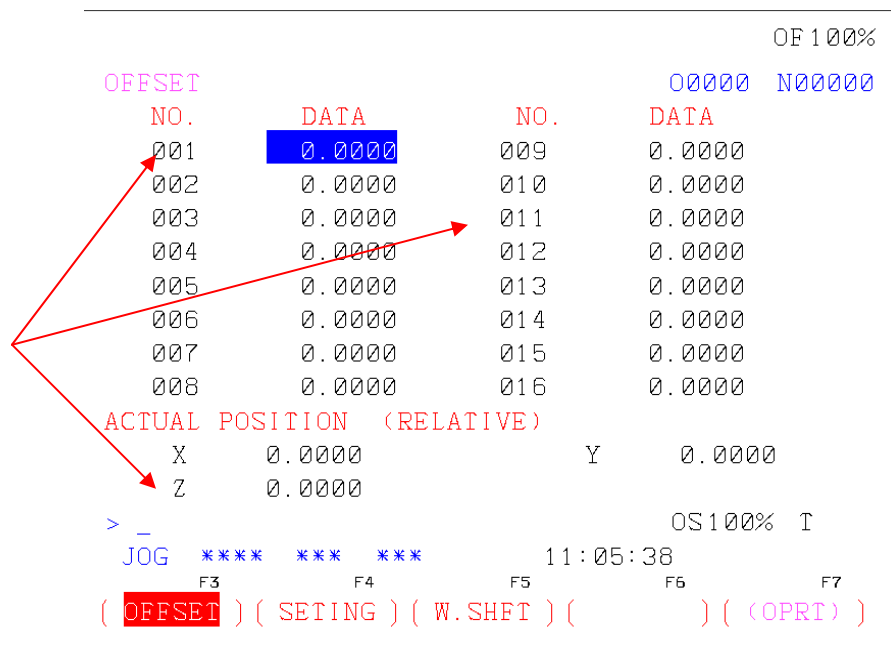 OF100%
OFFSET O0000 N00000
NO. DATA NO. DATA
001 0.0000 009 0.0000
002 0.0000 010 0.0000
003 0.0000 011 0.0000
004 0.0000 012 0.0000
005 0.0000 013 0.0000
006 0.0000 014 0.0000
007 0.0000 015 0.0000
008 0.0000 016 0.0000
ACTUAL POSITION (RELATIVE)
X 0.0000 Y 0.0000
Z 0.0000
> _ OS100% T
JOG **** *** *** 11:05:38
F3 F4 F5 F6 F7
( OFFSET ) ( SETING ) ( W.SHFT ) ( ) ( (OPRT) )